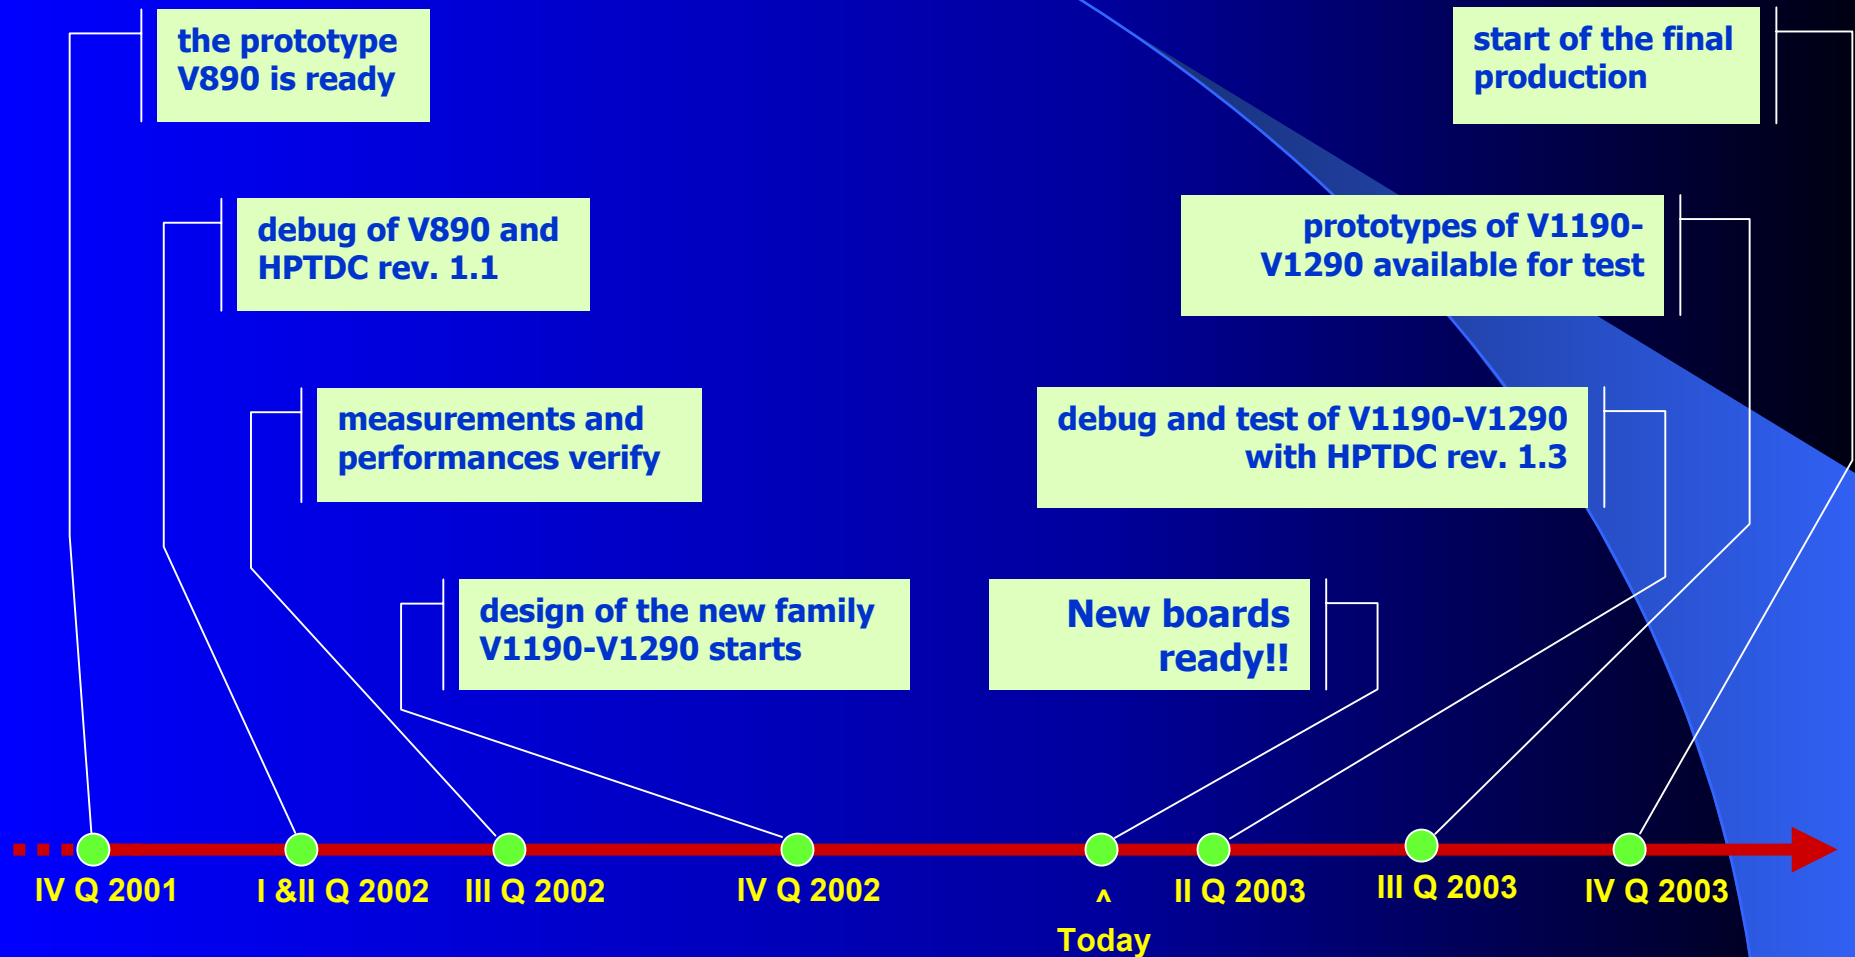 the prototype
V890 is ready
start of the final
production
debug of V890 and
HPTDC rev. 1.1
prototypes of V1190-
V1290 available for test
measurements and
performances verify
debug and test of V1190-V1290
with HPTDC rev. 1.3
design of the new family
V1190-V1290 starts
New boards
ready!!
IV Q 2001
I &II Q 2002
III Q 2002
IV Q 2002
^
Today
II Q 2003
III Q 2003
IV Q 2003